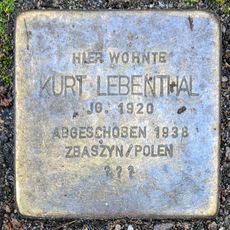 HIER WOHNTE
KURT LEBENTHAL
JG. 1920
ABGESCHOBEN 1938
ZBASZYN/POLEN
???